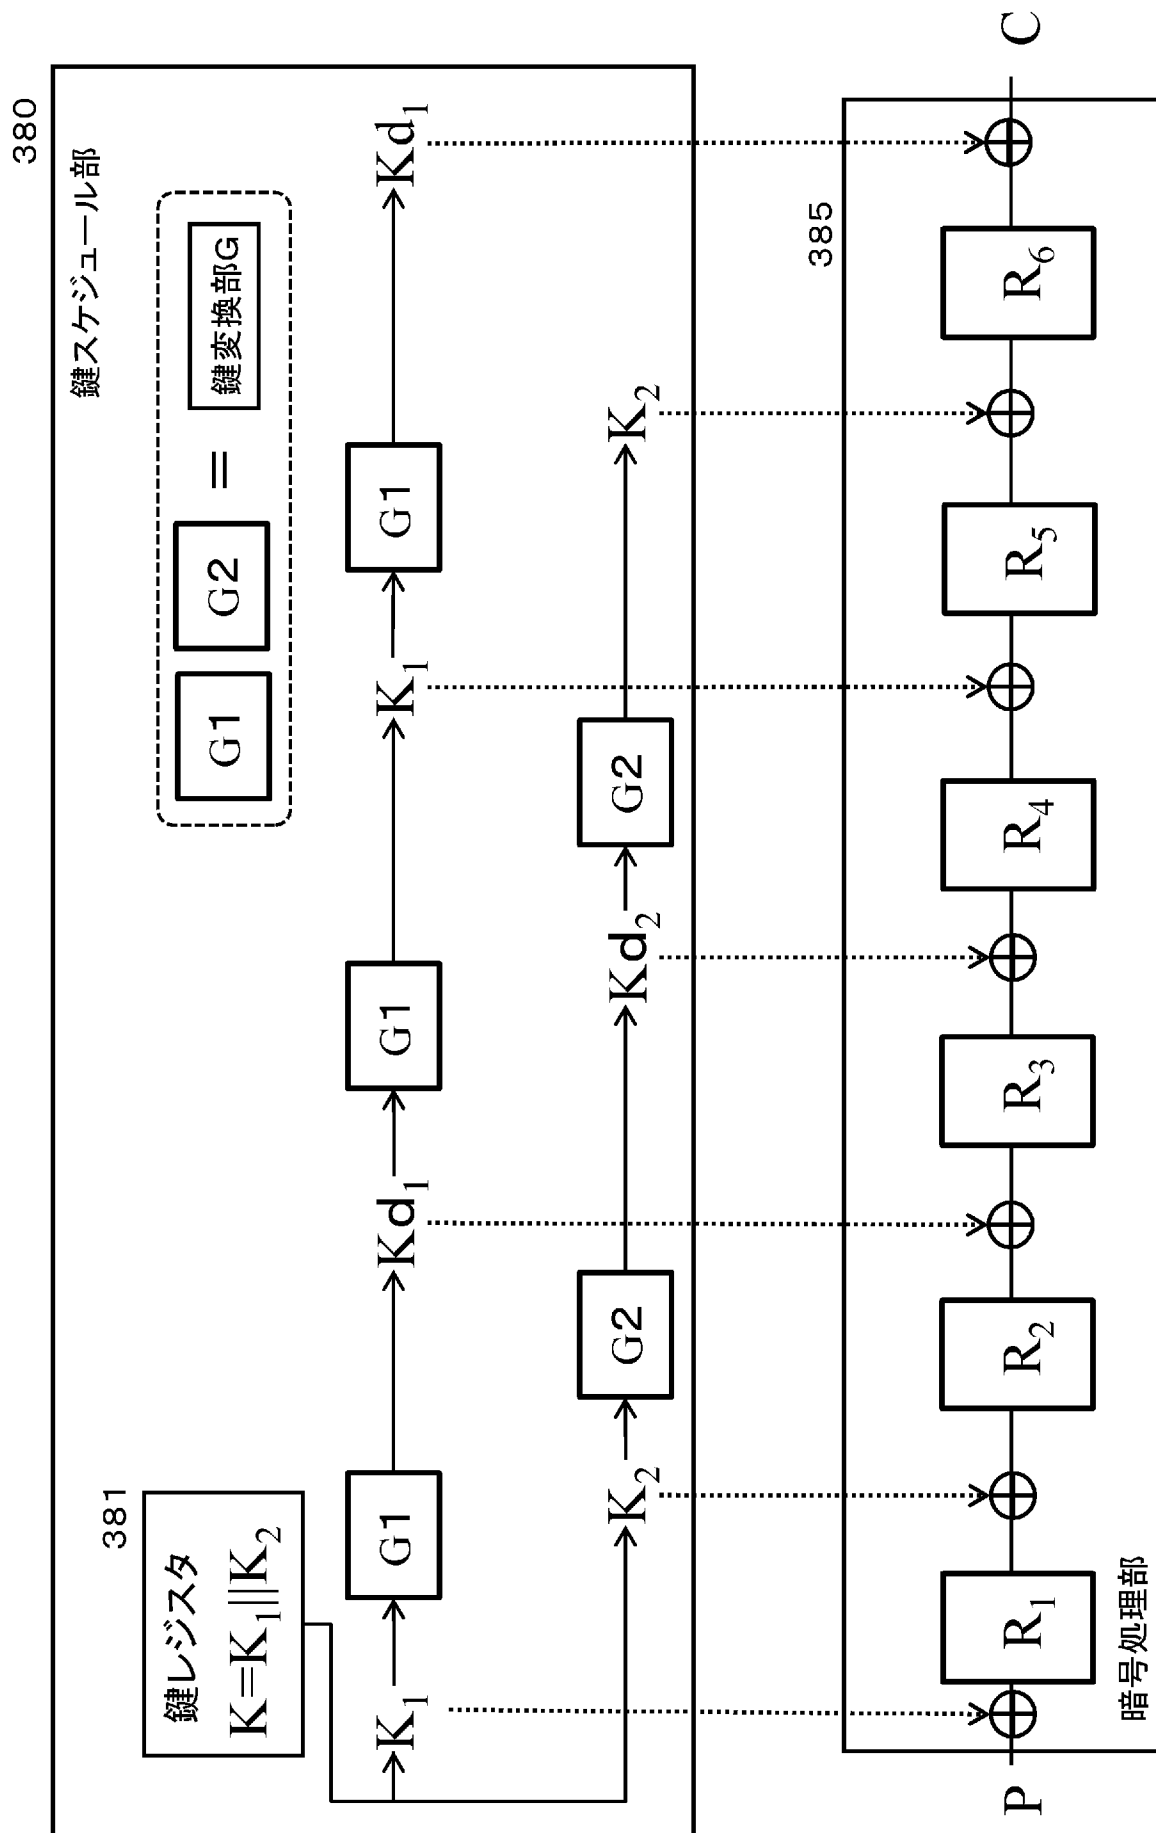 380
鍵スケジュール部
G1 G2 = 鍵変換部G
381
鍵レジスタ
K=K₁||K₂
K₁ G1 Kd₁ G1 K₁ G1 Kd₁
K₂ G2 Kd₂ G2 K₂
385
P R₁ R₂ R₃ R₄ R₅ R₆ C
暗号処理部